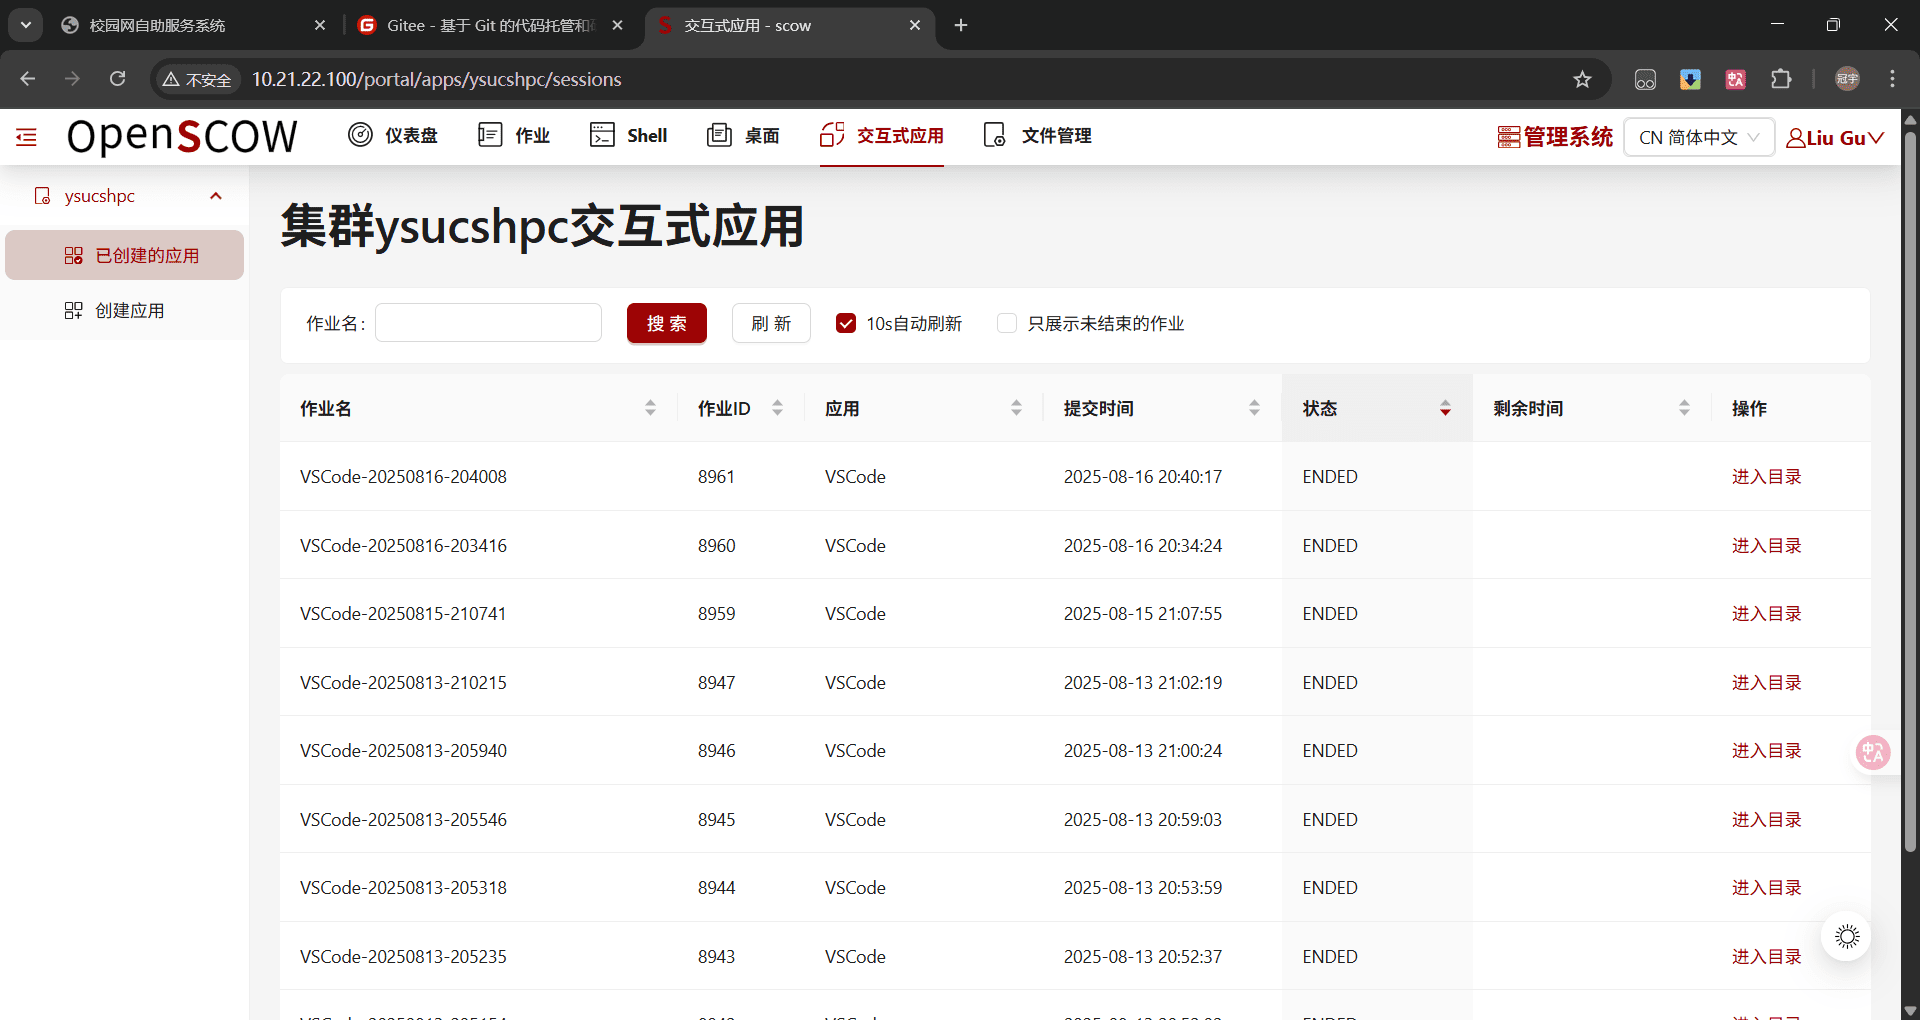 校园网自助服务系统
Gitee - 基于 Git 的代码托管和
交互式应用 - scow
不安全
10.21.22.100/portal/apps/ysucshpc/sessions
冠宇
OpenSCOW
仪表盘
作业
Shell
桌面
交互式应用
文件管理
管理系统
CN 简体中文
Liu Gu
ysucshpc
已创建的应用
创建应用
集群ysucshpc交互式应用
作业名:
搜 索
刷 新
10s自动刷新
只展示未结束的作业
作业名 作业ID 应用 提交时间 状态 剩余时间 操作
VSCode-20250816-204008 8961 VSCode 2025-08-16 20:40:17 ENDED 进入目录
VSCode-20250816-203416 8960 VSCode 2025-08-16 20:34:24 ENDED 进入目录
VSCode-20250815-210741 8959 VSCode 2025-08-15 21:07:55 ENDED 进入目录
VSCode-20250813-210215 8947 VSCode 2025-08-13 21:02:19 ENDED 进入目录
VSCode-20250813-205940 8946 VSCode 2025-08-13 21:00:24 ENDED 进入目录
VSCode-20250813-205546 8945 VSCode 2025-08-13 20:59:03 ENDED 进入目录
VSCode-20250813-205318 8944 VSCode 2025-08-13 20:53:59 ENDED 进入目录
VSCode-20250813-205235 8943 VSCode 2025-08-13 20:52:37 ENDED 进入目录